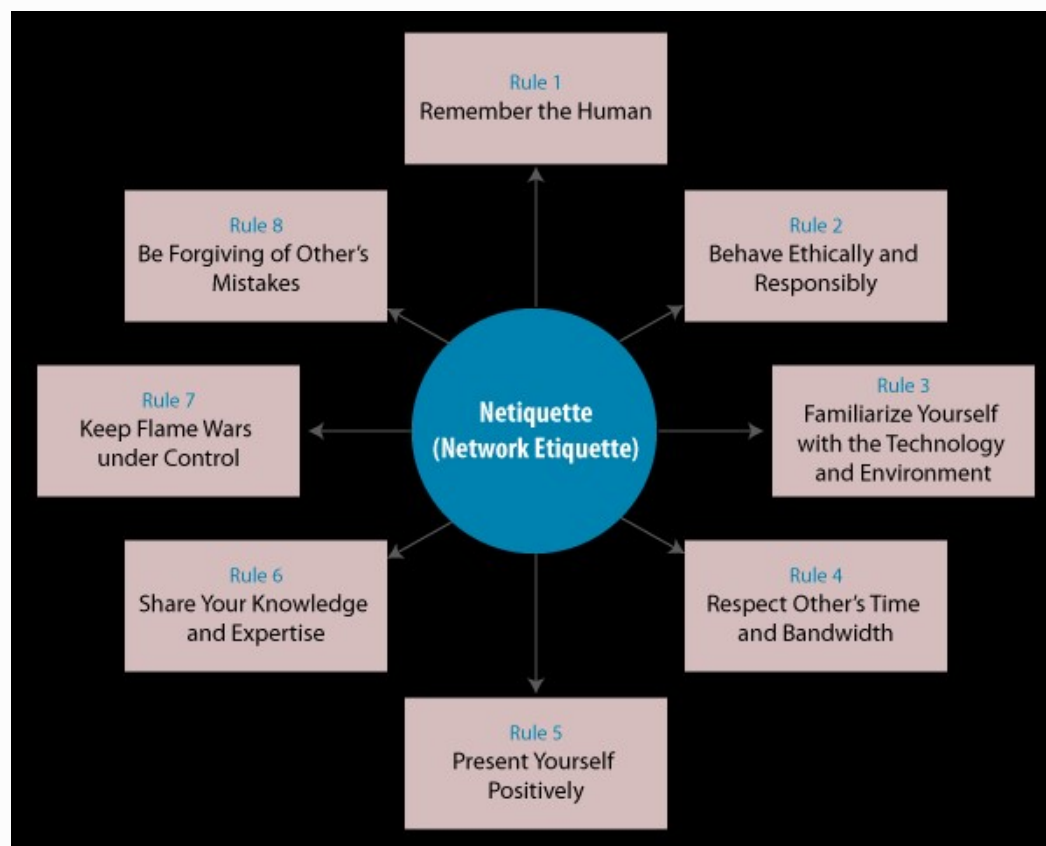 Rule 1
Remember the Human
Rule 2
Behave Ethically and
Responsibly
Rule 3
Familiarize Yourself
with the Technology
and Environment
Rule 4
Respect Other's Time
and Bandwidth
Rule 5
Present Yourself
Positively
Rule 6
Share Your Knowledge
and Expertise
Rule 7
Keep Flame Wars
under Control
Rule 8
Be Forgiving of Other‘s
Mistakes
Netiquette
(Network Etiquette)